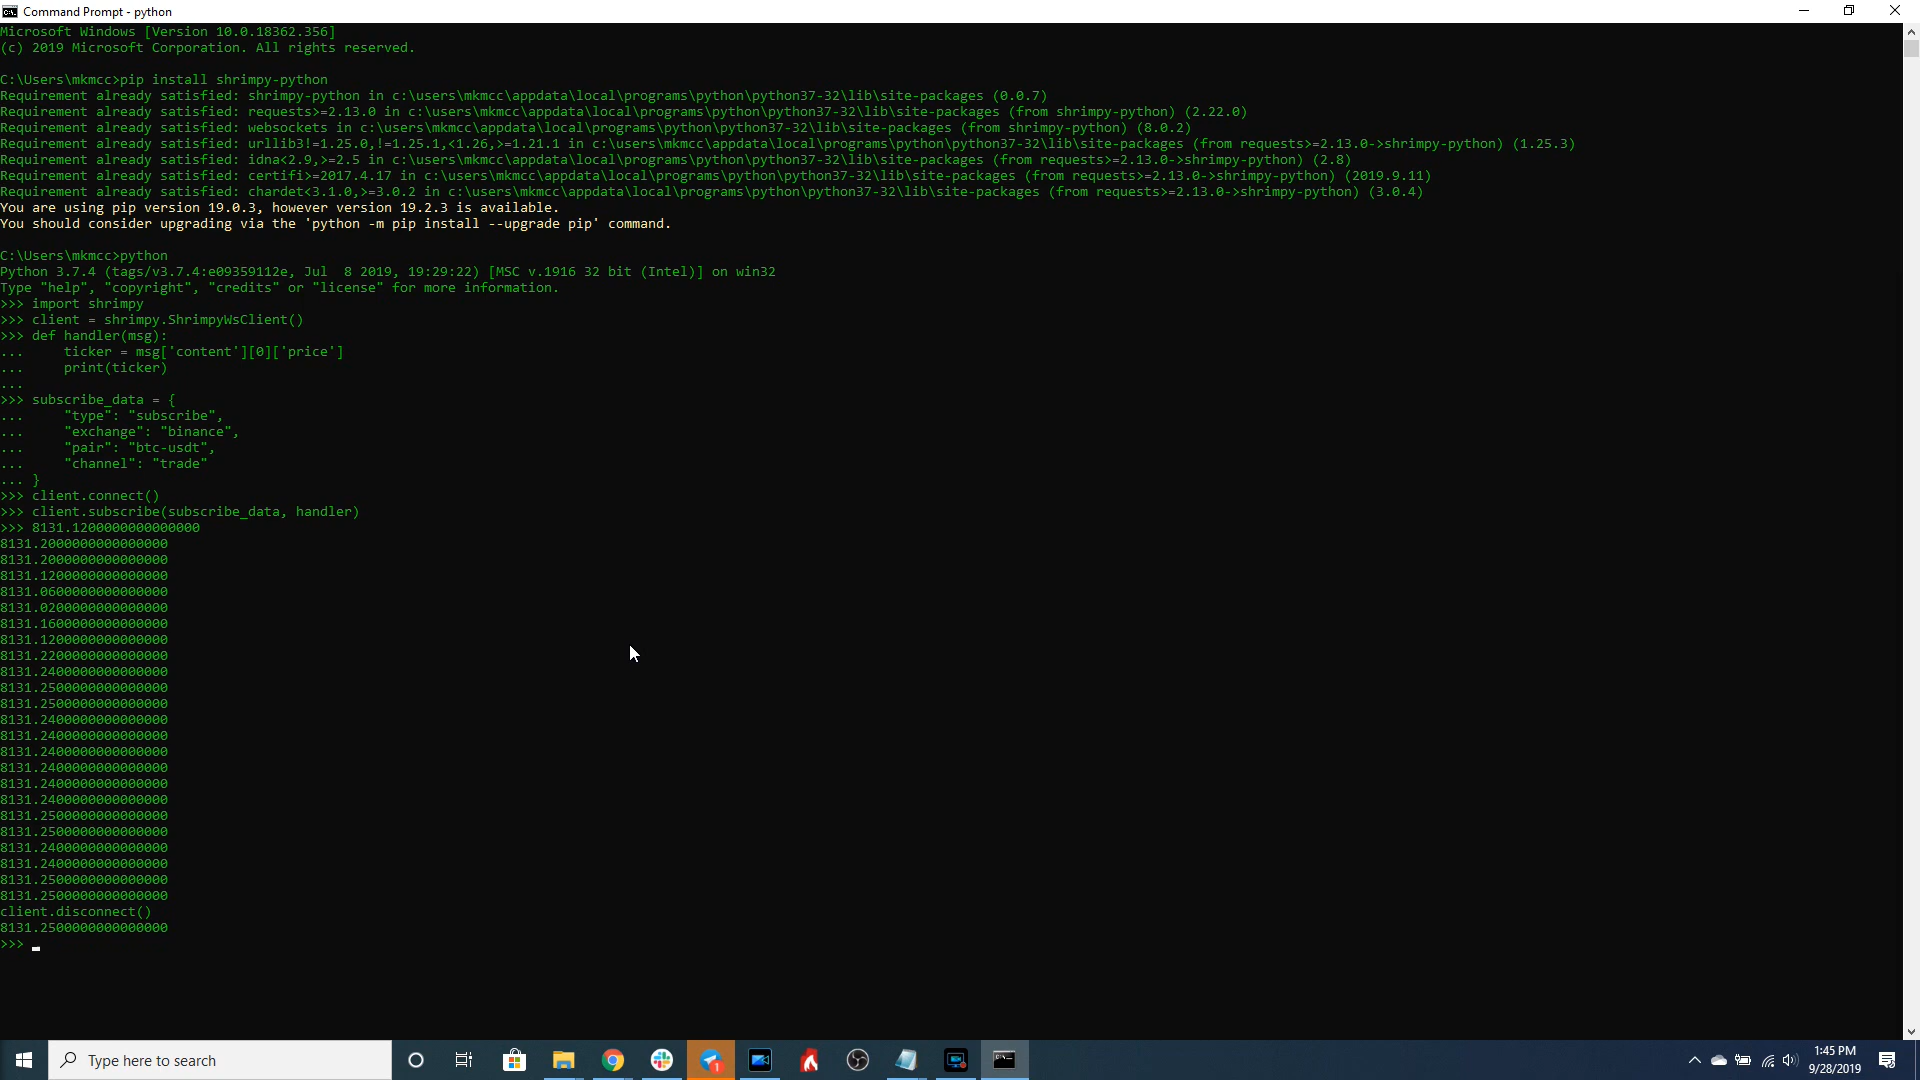 Command Prompt - python
Microsoft Windows [Version 10.0.18362.356]
(c) 2019 Microsoft Corporation. All rights reserved.
C:\Users\mkmcc>pip install shrimpy-python
Requirement already satisfied: shrimpy-python in c:\users\mkmcc\appdata\local\programs\python\python37-32\lib\site-packages (0.0.7)
Requirement already satisfied: requests>=2.13.0 in c:\users\mkmcc\appdata\local\programs\python\python37-32\lib\site-packages (from shrimpy-python) (2.22.0)
Requirement already satisfied: websockets in c:\users\mkmcc\appdata\local\programs\python\python37-32\lib\site-packages (from shrimpy-python) (8.0.2)
Requirement already satisfied: urllib3!=1.25.0,!=1.25.1,<1.26,>=1.21.1 in c:\users\mkmcc\appdata\local\programs\python\python37-32\lib\site-packages (from requests>=2.13.0->shrimpy-python) (1.25.3)
Requirement already satisfied: idna<2.9,>=2.5 in c:\users\mkmcc\appdata\local\programs\python\python37-32\lib\site-packages (from requests>=2.13.0->shrimpy-python) (2.8)
Requirement already satisfied: certifi>=2017.4.17 in c:\users\mkmcc\appdata\local\programs\python\python37-32\lib\site-packages (from requests>=2.13.0->shrimpy-python) (2019.9.11)
Requirement already satisfied: chardet<3.1.0,>=3.0.2 in c:\users\mkmcc\appdata\local\programs\python\python37-32\lib\site-packages (from requests>=2.13.0->shrimpy-python) (3.0.4)
You are using pip version 19.0.3, however version 19.2.3 is available.
You should consider upgrading via the 'python -m pip install --upgrade pip' command.
C:\Users\mkmcc>python
Python 3.7.4 (tags/v3.7.4:e09359112e, Jul  8 2019, 19:29:22) [MSC v.1916 32 bit (Intel)] on win32
Type "help", "copyright", "credits" or "license" for more information.
>>> import shrimpy
>>> client = shrimpy.ShrimpyWsClient()
>>> def handler(msg):
...     ticker = msg['content'][0]['price']
...     print(ticker)
...
>>> subscribe_data = {
...     "type": "subscribe",
...     "exchange": "binance",
...     "pair": "btc-usdt",
...     "channel": "trade"
... }
>>> client.connect()
>>> client.subscribe(subscribe_data, handler)
>>> 8131.1200000000000000
8131.2000000000000000
8131.2000000000000000
8131.1200000000000000
8131.0600000000000000
8131.0200000000000000
8131.1600000000000000
8131.1200000000000000
8131.2200000000000000
8131.2400000000000000
8131.2500000000000000
8131.2500000000000000
8131.2400000000000000
8131.2400000000000000
8131.2400000000000000
8131.2400000000000000
8131.2400000000000000
8131.2400000000000000
8131.2500000000000000
8131.2500000000000000
8131.2400000000000000
8131.2400000000000000
8131.2500000000000000
8131.2500000000000000
client.disconnect()
8131.2500000000000000
>>>
Type here to search
1
1:45 PM
9/28/2019